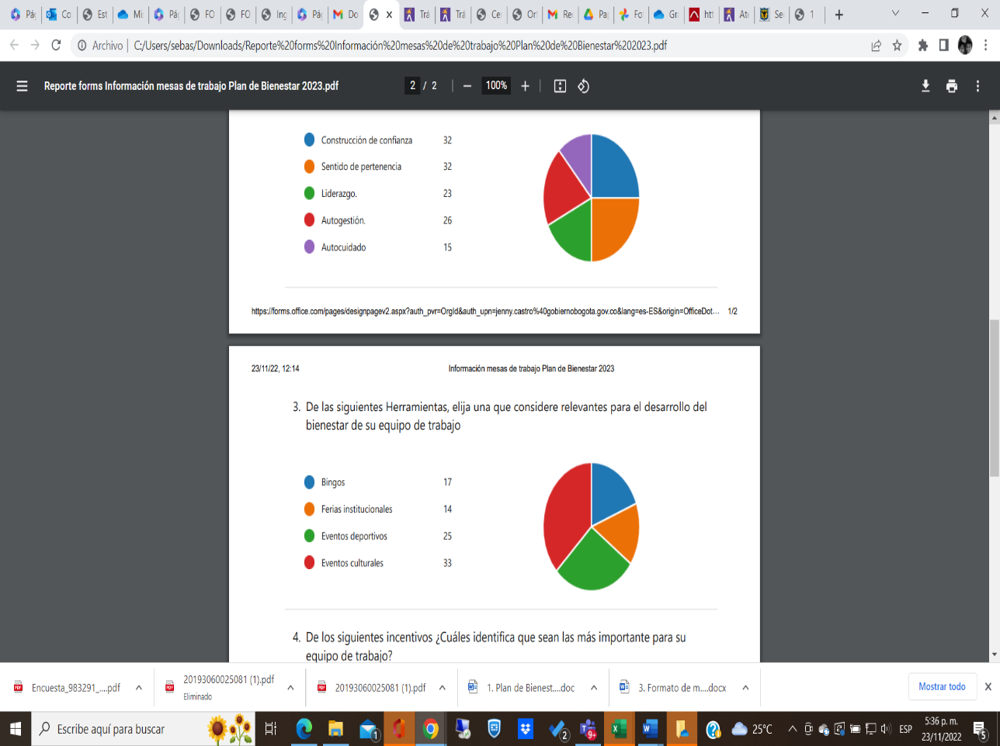 Pá
Co
Est
Mi
Pá
FO
FO
Ing
Pá
Do
Trá
Trá
Ce
Or
Re
Pa
Fo
Gr
htt
At
Se
1
Archivo C:/Users/sebas/Downloads/Reporte%20forms%20Información%20mesas%20de%20trabajo%20Plan%20de%20Bienestar%202023.pdf
Reporte forms Información mesas de trabajo Plan de Bienestar 2023.pdf 2 / 2 100%
Construcción de confianza 32
Sentido de pertenencia 32
Liderazgo. 23
Autogestión. 26
Autocuidado 15
https://forms.office.com/pages/designpagev2.aspx?auth_pvr=OrgId&auth_upn=jenny.castro%40gobiernobogota.gov.co&lang=es-ES&origin=OfficeDot… 1/2
23/11/22, 12:14 Información mesas de trabajo Plan de Bienestar 2023
3. De las siguientes Herramientas, elija una que considere relevantes para el desarrollo del
bienestar de su equipo de trabajo
Bingos 17
Ferias institucionales 14
Eventos deportivos 25
Eventos culturales 33
4. De los siguientes incentivos ¿Cuáles identifica que sean las más importante para su
equipo de trabajo?
Encuesta_983291_....pdf
20193060025081 (1).pdf
Eliminado
20193060025081 (1).pdf
1. Plan de Bienest....doc
3. Formato de m....docx
Mostrar todo
Escribe aquí para buscar
1
2
9+
25°C
ESP
5:36 p. m.
23/11/2022
5